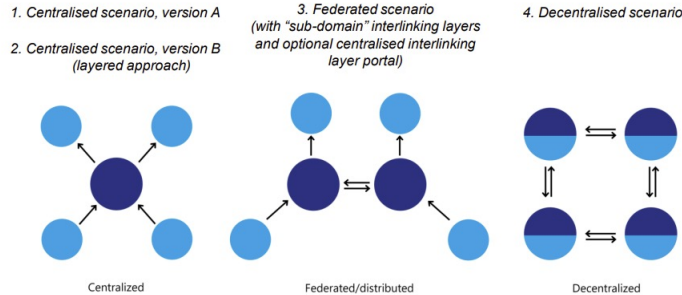 1. Centralised scenario, version A
2. Centralised scenario, version B
(layered approach)
3. Federated scenario
(with “sub-domain” interlinking layers
and optional centralised interlinking
layer portal)
4. Decentralised scenario
Centralized
Federated/distributed
Decentralized